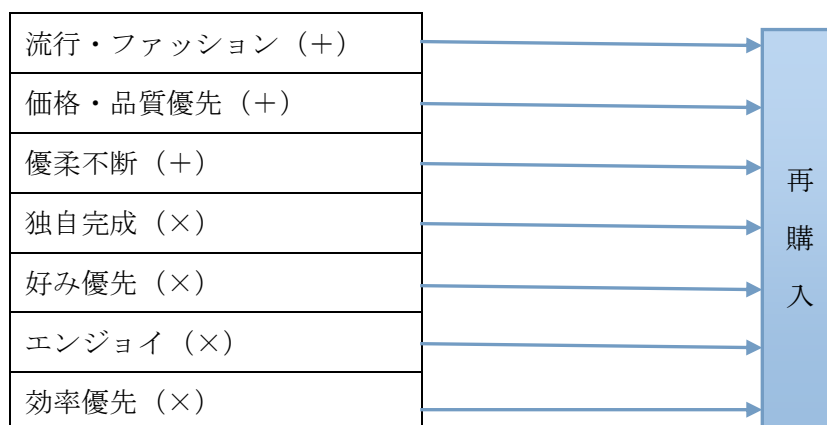 流行・ファッション（＋）
価格・品質優先（＋）
優柔不断（＋）
独自完成（×）
好み優先（×）
エンジョイ（×）
効率優先（×）
再
購
入